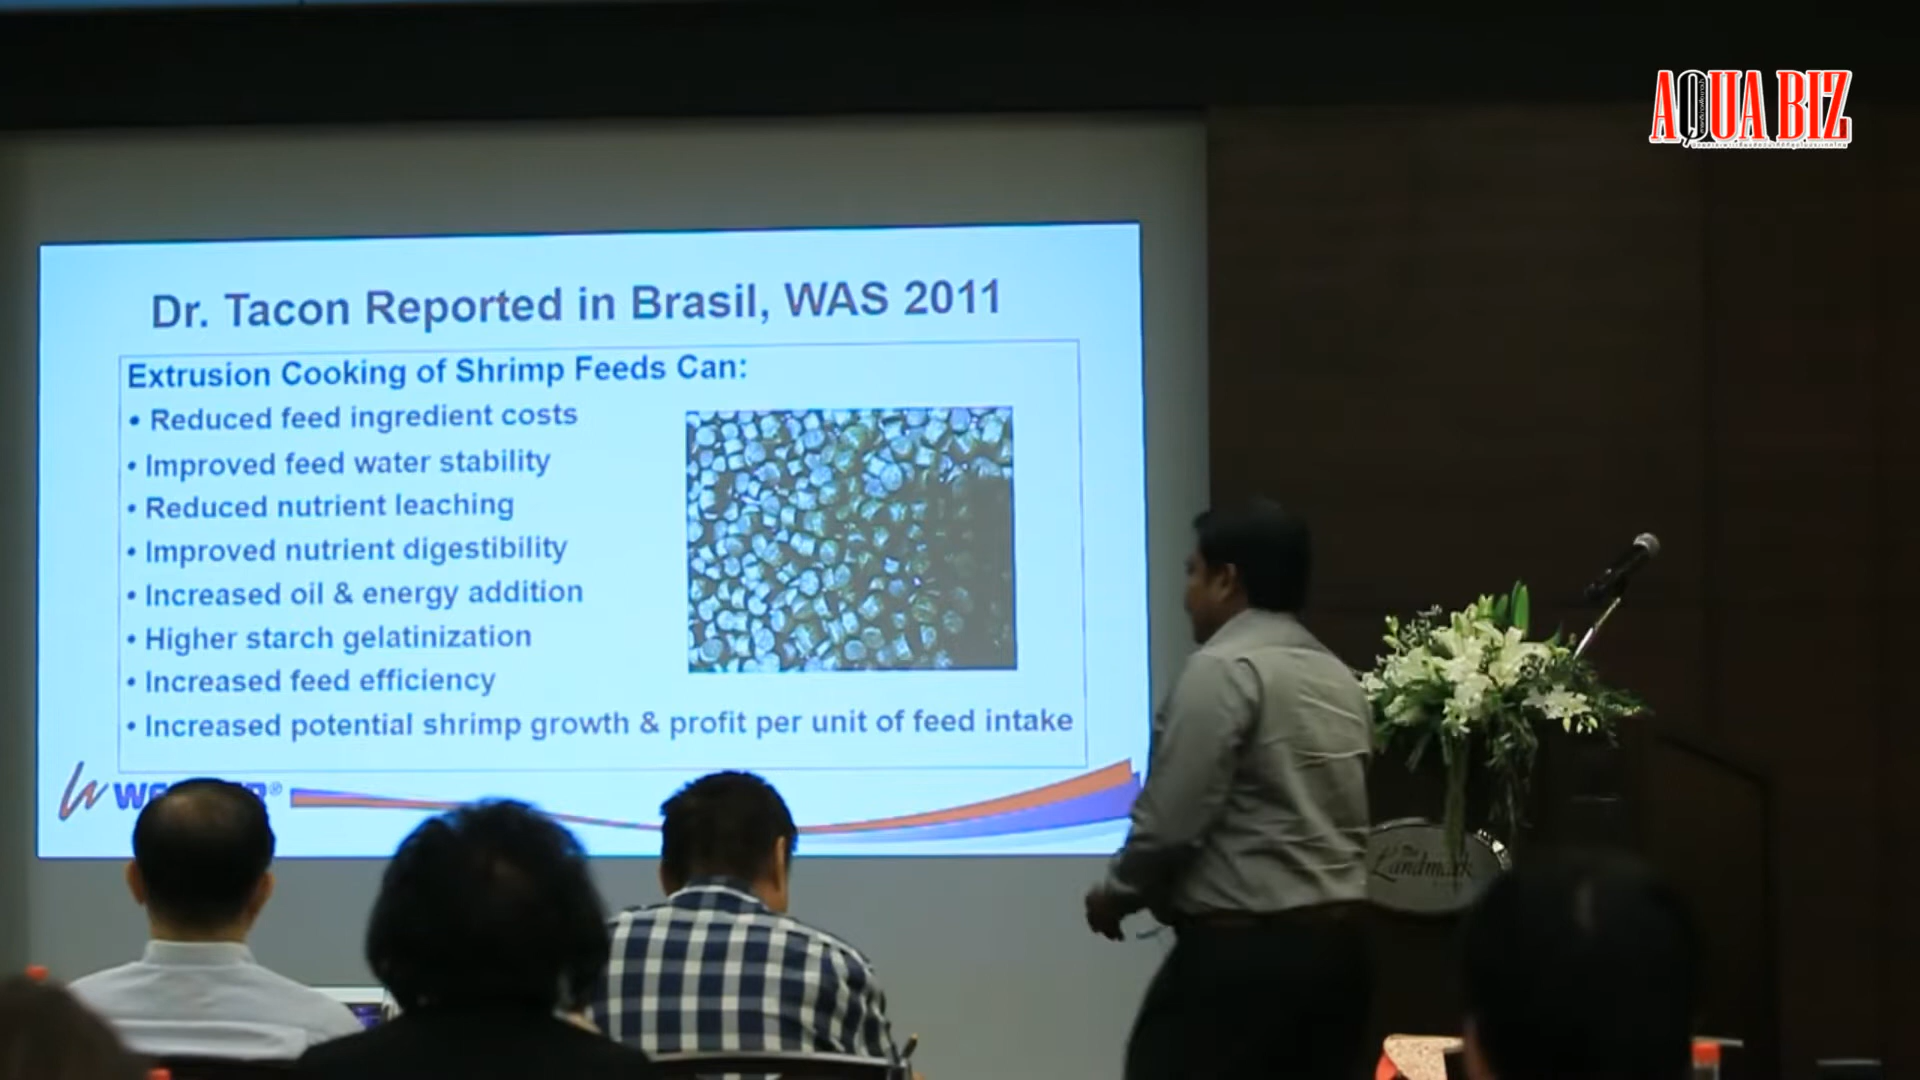 AQUA BIZ
Dr. Tacon Reported in Brasil, WAS 2011
Extrusion Cooking of Shrimp Feeds Can:
• Reduced feed ingredient costs
• Improved feed water stability
• Reduced nutrient leaching
• Improved nutrient digestibility
• Increased oil & energy addition
• Higher starch gelatinization
• Increased feed efficiency
• Increased potential shrimp growth & profit per unit of feed intake
The
Landmark